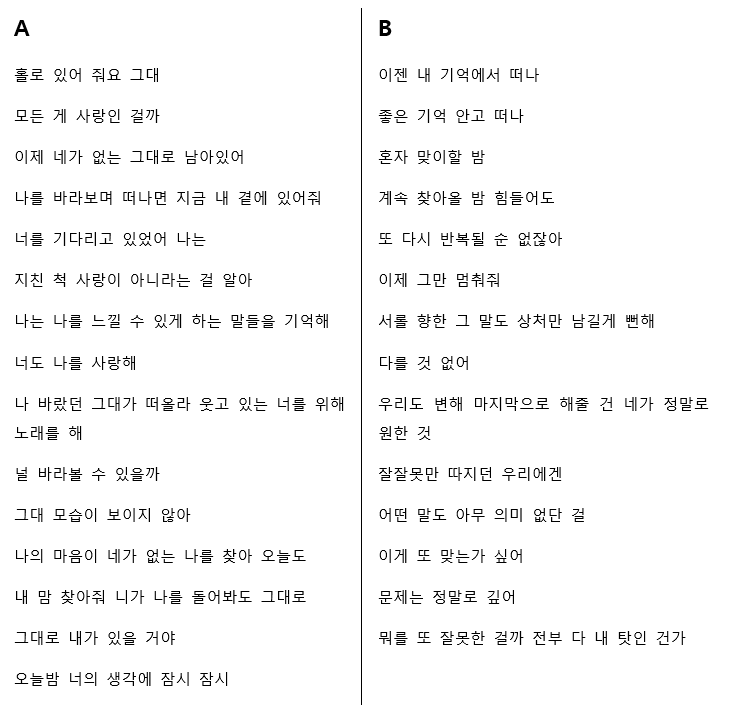 A
홀로 있어 줘요 그대
모든 게 사랑인 걸까
이제 네가 없는 그대로 남아있어
나를 바라보며 떠나면 지금 내 곁에 있어줘
너를 기다리고 있었어 나는
지친 척 사랑이 아니라는 걸 알아
나는 나를 느낄 수 있게 하는 말들을 기억해
너도 나를 사랑해
나 바랐던 그대가 떠올라 웃고 있는 너를 위해
노래를 해
널 바라볼 수 있을까
그대 모습이 보이지 않아
나의 마음이 네가 없는 나를 찾아 오늘도
내 맘 찾아줘 니가 나를 돌어봐도 그대로
그대로 내가 있을 거야
오늘밤 너의 생각에 잠시 잠시
B
이젠 내 기억에서 떠나
좋은 기억 안고 떠나
혼자 맞이할 밤
계속 찾아올 밤 힘들어도
또 다시 반복될 순 없잖아
이제 그만 멈춰줘
서롤 향한 그 말도 상처만 남길게 뻔해
다를 것 없어
우리도 변해 마지막으로 해줄 건 네가 정말로
원한 것
잘잘못만 따지던 우리에겐
어떤 말도 아무 의미 없단 걸
이게 또 맞는가 싶어
문제는 정말로 깊어
뭐를 또 잘못한 걸까 전부 다 내 탓인 건가